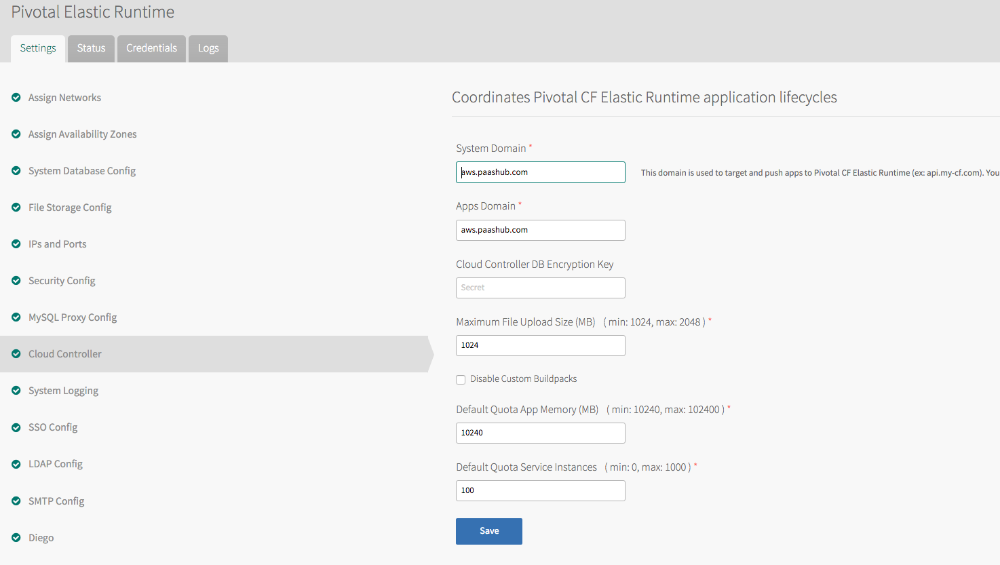 Pivotal Elastic Runtime
Settings
Status
Credentials
Logs
Assign Networks
Assign Availability Zones
System Database Config
File Storage Config
IPs and Ports
Security Config
MySQL Proxy Config
Cloud Controller
System Logging
SSO Config
LDAP Config
SMTP Config
Diego
Coordinates Pivotal CF Elastic Runtime application lifecycles
System Domain *
aws.paashub.com
This domain is used to target and push apps to Pivotal CF Elastic Runtime (ex: api.my-cf.com). You
Apps Domain *
aws.paashub.com
Cloud Controller DB Encryption Key
Secret
Maximum File Upload Size (MB) ( min: 1024, max: 2048 ) *
1024
Disable Custom Buildpacks
Default Quota App Memory (MB) ( min: 10240, max: 102400 ) *
10240
Default Quota Service Instances ( min: 0, max: 1000 ) *
100
Save